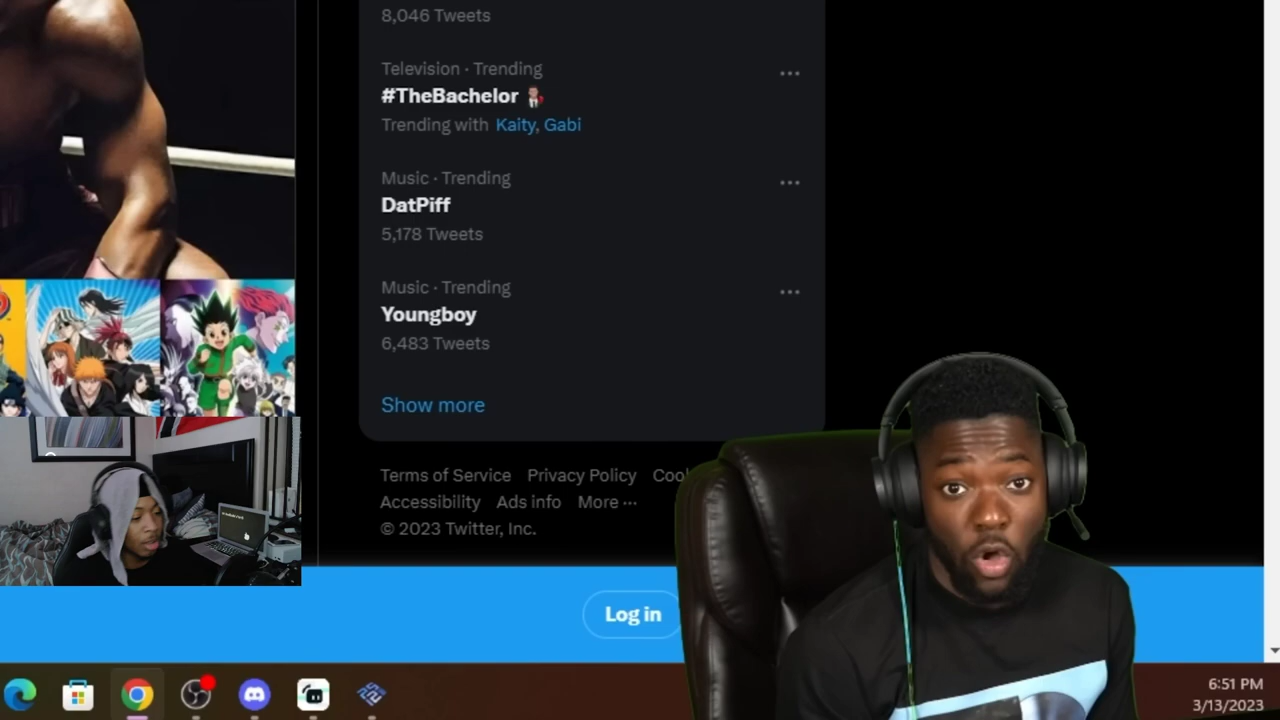 8,046 Tweets
Television · Trending
#TheBachelor
Trending with Kaity, Gabi
Music · Trending
DatPiff
5,178 Tweets
Music · Trending
Youngboy
6,483 Tweets
Show more
Terms of Service Privacy Policy
Accessibility Ads info More ···
© 2023 Twitter, Inc.
Log in
6:51 PM
3/13/2023